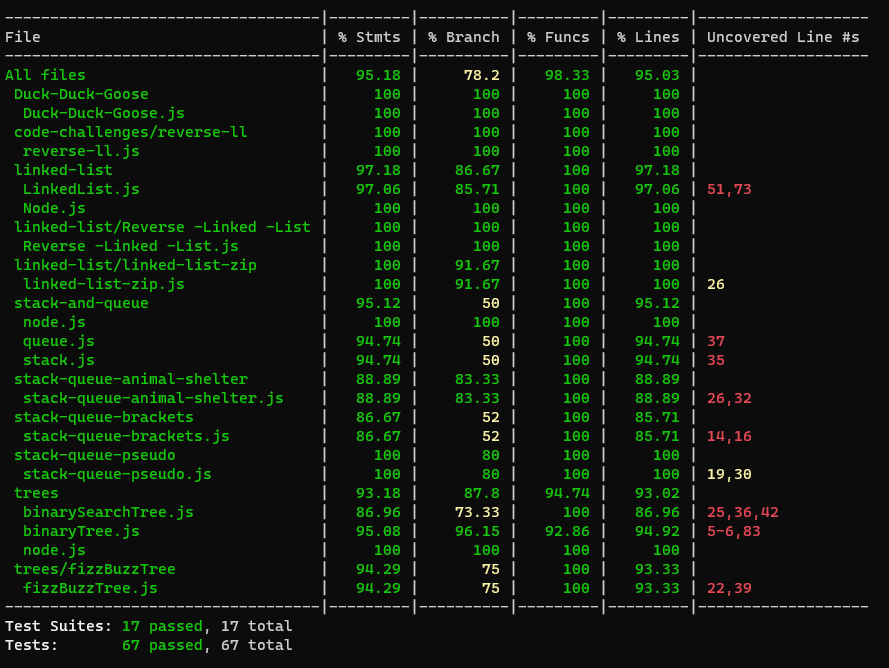 --------------------------------|---------|----------|---------|---------|-------------------
File                            | % Stmts | % Branch | % Funcs | % Lines | Uncovered Line #s
--------------------------------|---------|----------|---------|---------|-------------------
All files                       |   95.18 |     78.2 |   98.33 |   95.03 |
 Duck-Duck-Goose                |     100 |      100 |     100 |     100 |
  Duck-Duck-Goose.js            |     100 |      100 |     100 |     100 |
 code-challenges/reverse-ll     |     100 |      100 |     100 |     100 |
  reverse-ll.js                 |     100 |      100 |     100 |     100 |
 linked-list                    |   97.18 |    86.67 |     100 |   97.18 |
  LinkedList.js                 |   97.06 |    85.71 |     100 |   97.06 | 51,73
  Node.js                       |     100 |      100 |     100 |     100 |
 linked-list/Reverse -Linked -List |     100 |      100 |     100 |     100 |
  Reverse -Linked -List.js      |     100 |      100 |     100 |     100 |
 linked-list/linked-list-zip    |     100 |    91.67 |     100 |     100 |
  linked-list-zip.js            |     100 |    91.67 |     100 |     100 | 26
 stack-and-queue                |   95.12 |       50 |     100 |   95.12 |
  node.js                       |     100 |      100 |     100 |     100 |
  queue.js                      |   94.74 |       50 |     100 |   94.74 | 37
  stack.js                      |   94.74 |       50 |     100 |   94.74 | 35
 stack-queue-animal-shelter     |   88.89 |    83.33 |     100 |   88.89 |
  stack-queue-animal-shelter.js |   88.89 |    83.33 |     100 |   88.89 | 26,32
 stack-queue-brackets           |   86.67 |       52 |     100 |   85.71 |
  stack-queue-brackets.js       |   86.67 |       52 |     100 |   85.71 | 14,16
 stack-queue-pseudo             |     100 |       80 |     100 |     100 |
  stack-queue-pseudo.js         |     100 |       80 |     100 |     100 | 19,30
 trees                          |   93.18 |     87.8 |   94.74 |   93.02 |
  binarySearchTree.js           |   86.96 |    73.33 |     100 |   86.96 | 25,36,42
  binaryTree.js                 |   95.08 |    96.15 |   92.86 |   94.92 | 5-6,83
  node.js                       |     100 |      100 |     100 |     100 |
 trees/fizzBuzzTree             |   94.29 |       75 |     100 |   93.33 |
  fizzBuzzTree.js               |   94.29 |       75 |     100 |   93.33 | 22,39
--------------------------------|---------|----------|---------|---------|-------------------
Test Suites: 17 passed, 17 total
Tests:       67 passed, 67 total